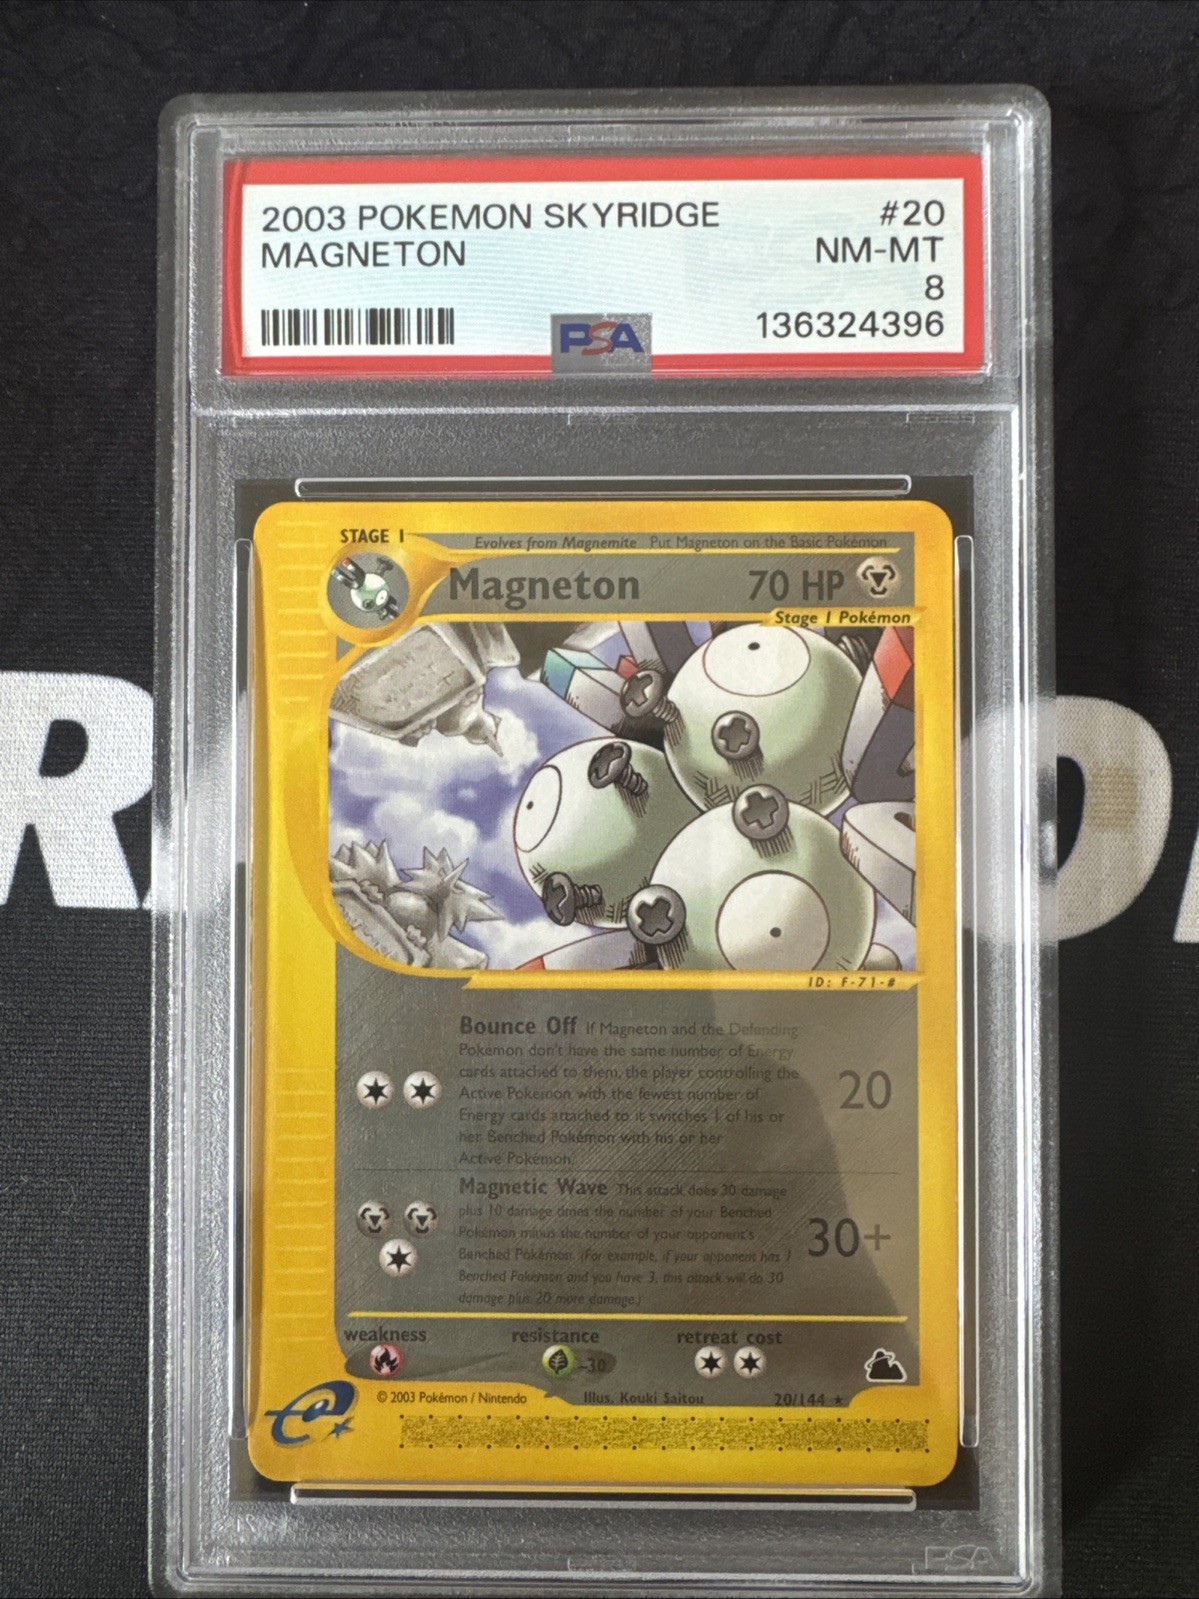 2003 POKEMON SKYRIDGE #20
MAGNETON NM-MT
8
PSA 136324396
STAGE 1
Evolves from Magnemite Put Magneton on the Basic Pokémon
Magneton 70 HP
Stage 1 Pokémon
ID: F-71-#
Bounce Off If Magneton and the Defending
Pokémon don't have the same number of Energy
cards attached to them, the player controlling the
Active Pokémon with the fewest number of
Energy cards attached to it switches 1 of his or
her Benched Pokémon with his or her
Active Pokémon.
20
Magnetic Wave This attack does 30 damage
plus 10 damage times the number of your Benched
Pokémon minus the number of your opponent's
Benched Pokémon. (For example, if your opponent has 1
Benched Pokémon and you have 3, this attack will do 30
damage plus 20 more damage.)
30+
weakness resistance retreat cost
-30
© 2003 Pokémon / Nintendo Illus. Kouki Saitou 20/144 ★
e
PSA